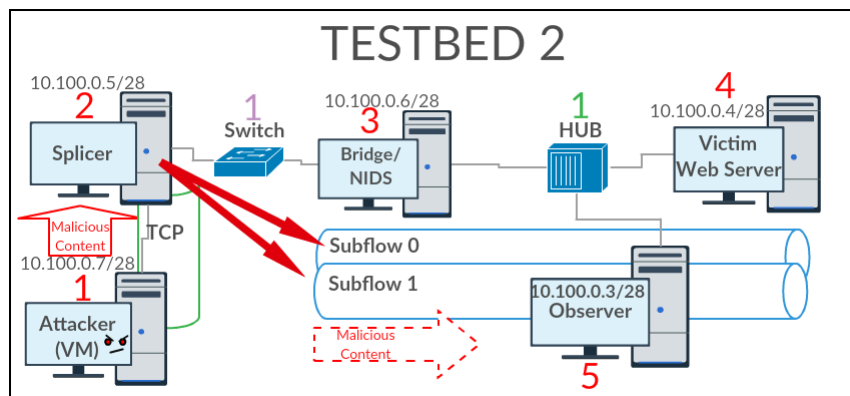 TESTBED 2
10.100.0.5/28
2
Splicer
1
Switch
10.100.0.6/28
3
Bridge/
NIDS
1
HUB
4
10.100.0.4/28
Victim
Web Server
Malicious
Content
TCP
10.100.0.7/28
1
Attacker
(VM)
Subflow 0
Subflow 1
Malicious
Content
10.100.0.3/28
Observer
5